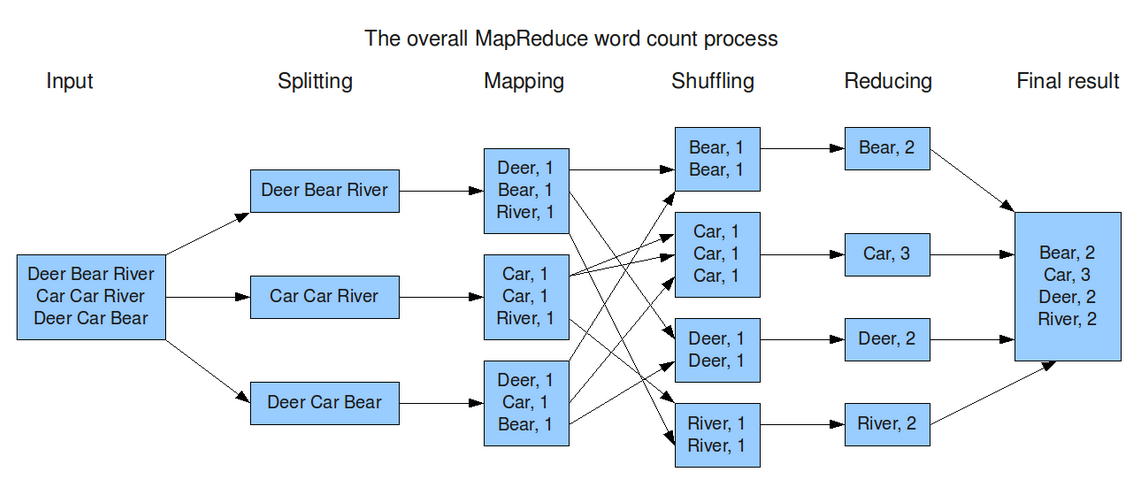 The overall MapReduce word count process
Input
Splitting
Mapping
Shuffling
Reducing
Final result
Deer Bear River
Car Car River
Deer Car Bear
Deer Bear River
Car Car River
Deer Car Bear
Deer, 1
Bear, 1
River, 1
Car, 1
Car, 1
River, 1
Deer, 1
Car, 1
Bear, 1
Bear, 1
Bear, 1
Car, 1
Car, 1
Car, 1
Deer, 1
Deer, 1
River, 1
River, 1
Bear, 2
Car, 3
Deer, 2
River, 2
Bear, 2
Car, 3
Deer, 2
River, 2